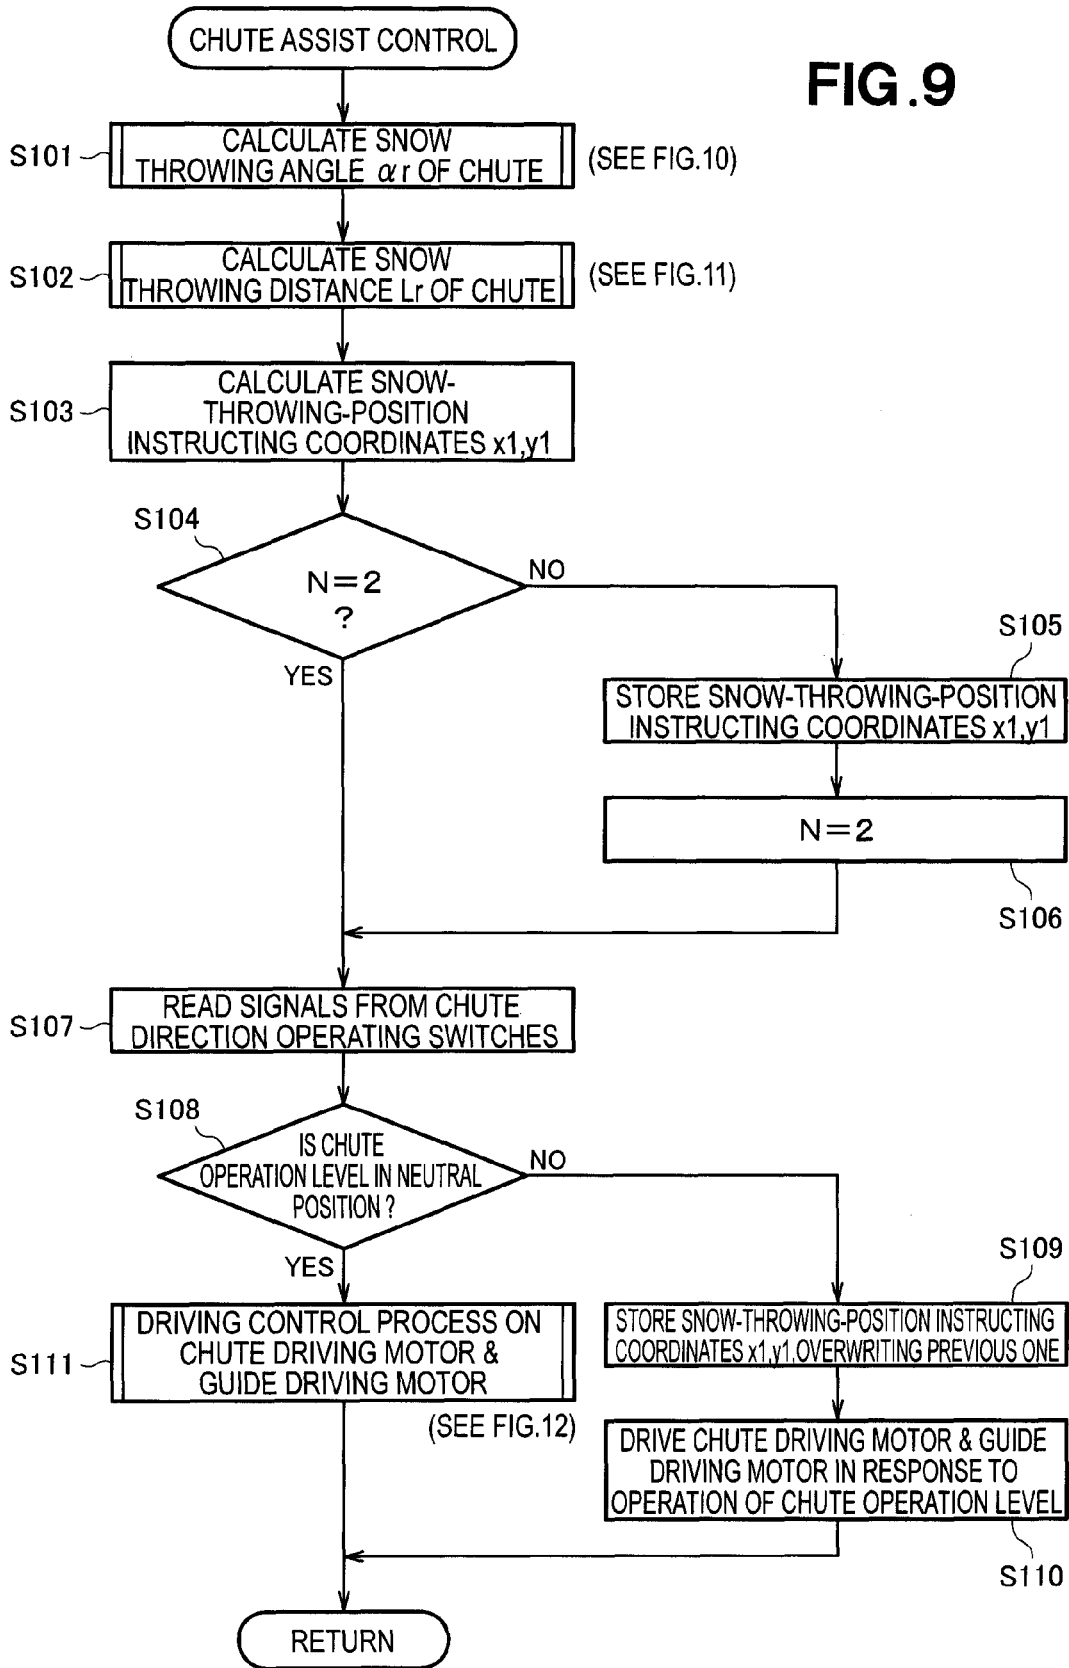 CHUTE ASSIST CONTROL
FIG.9
S101
CALCULATE SNOW
THROWING ANGLE αr OF CHUTE
(SEE FIG.10)
S102
CALCULATE SNOW
THROWING DISTANCE Lr OF CHUTE
(SEE FIG.11)
S103
CALCULATE SNOW-
THROWING-POSITION
INSTRUCTING COORDINATES x1,y1
S104
N=2
?
NO
YES
S105
STORE SNOW-THROWING-POSITION
INSTRUCTING COORDINATES x1,y1
N=2
S106
S107
READ SIGNALS FROM CHUTE
DIRECTION OPERATING SWITCHES
S108
IS CHUTE
OPERATION LEVEL IN NEUTRAL
POSITION ?
NO
YES
S109
STORE SNOW-THROWING-POSITION INSTRUCTING
COORDINATES x1,y1,OVERWRITING PREVIOUS ONE
S111
DRIVING CONTROL PROCESS ON
CHUTE DRIVING MOTOR &
GUIDE DRIVING MOTOR
(SEE FIG.12)
DRIVE CHUTE DRIVING MOTOR & GUIDE
DRIVING MOTOR IN RESPONSE TO
OPERATION OF CHUTE OPERATION LEVEL
S110
RETURN